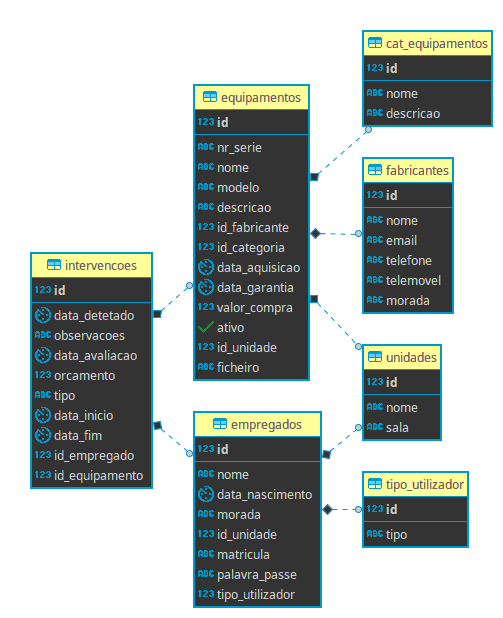 cat_equipamentos
123 id
ABC nome
ABC descricao
equipamentos
123 id
ABC nr_serie
ABC nome
ABC modelo
ABC descricao
123 id_fabricante
123 id_categoria
data_aquisicao
data_garantia
123 valor_compra
ativo
123 id_unidade
ABC ficheiro
fabricantes
123 id
ABC nome
ABC email
ABC telefone
ABC telemovel
ABC morada
intervencoes
123 id
data_detetado
ABC observacoes
data_avaliacao
123 orcamento
ABC tipo
data_inicio
data_fim
123 id_empregado
123 id_equipamento
unidades
123 id
ABC nome
ABC sala
empregados
123 id
ABC nome
data_nascimento
ABC morada
123 id_unidade
ABC matricula
ABC palavra_passe
123 tipo_utilizador
tipo_utilizador
123 id
ABC tipo